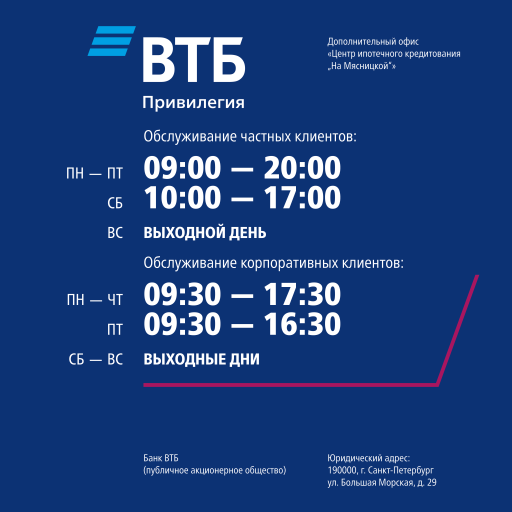 ВТБ
Привилегия
Дополнительный офис
«Центр ипотечного кредитования
„На Мясницкой“»
Обслуживание частных клиентов:
ПН — ПТ 09:00 — 20:00
СБ 10:00 — 17:00
ВС ВЫХОДНОЙ ДЕНЬ
Обслуживание корпоративных клиентов:
ПН — ЧТ 09:30 — 17:30
ПТ 09:30 — 16:30
СБ — ВС ВЫХОДНЫЕ ДНИ
Банк ВТБ
(публичное акционерное общество)
Юридический адрес:
190000, г. Санкт-Петербург
ул. Большая Морская, д. 29